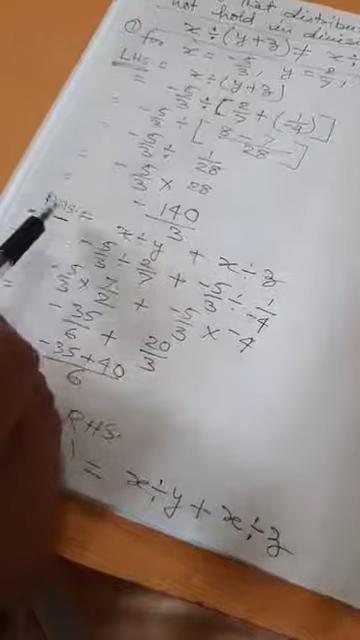 that distribu
not hold in divis
① x ÷ (y + z) ≠ x ÷
for x = -5/3, y = 2/7,
LHS = x ÷ (y + z)
= -5/3 ÷ [2/7 + (-1/4)]
= -5/3 ÷ [8 - 7/28]
= -5/3 ÷ 1/28
= -5/3 × 28
= -140/3
RHS = x ÷ y + x ÷ z
= -5/3 ÷ 2/7 + -5/3 ÷ 1/-4
= -5/3 × 7/2 + -5/3 × -4
-35/6 + 20/3
-35 + 40/6
RHS.
= x ÷ y + x ÷ z